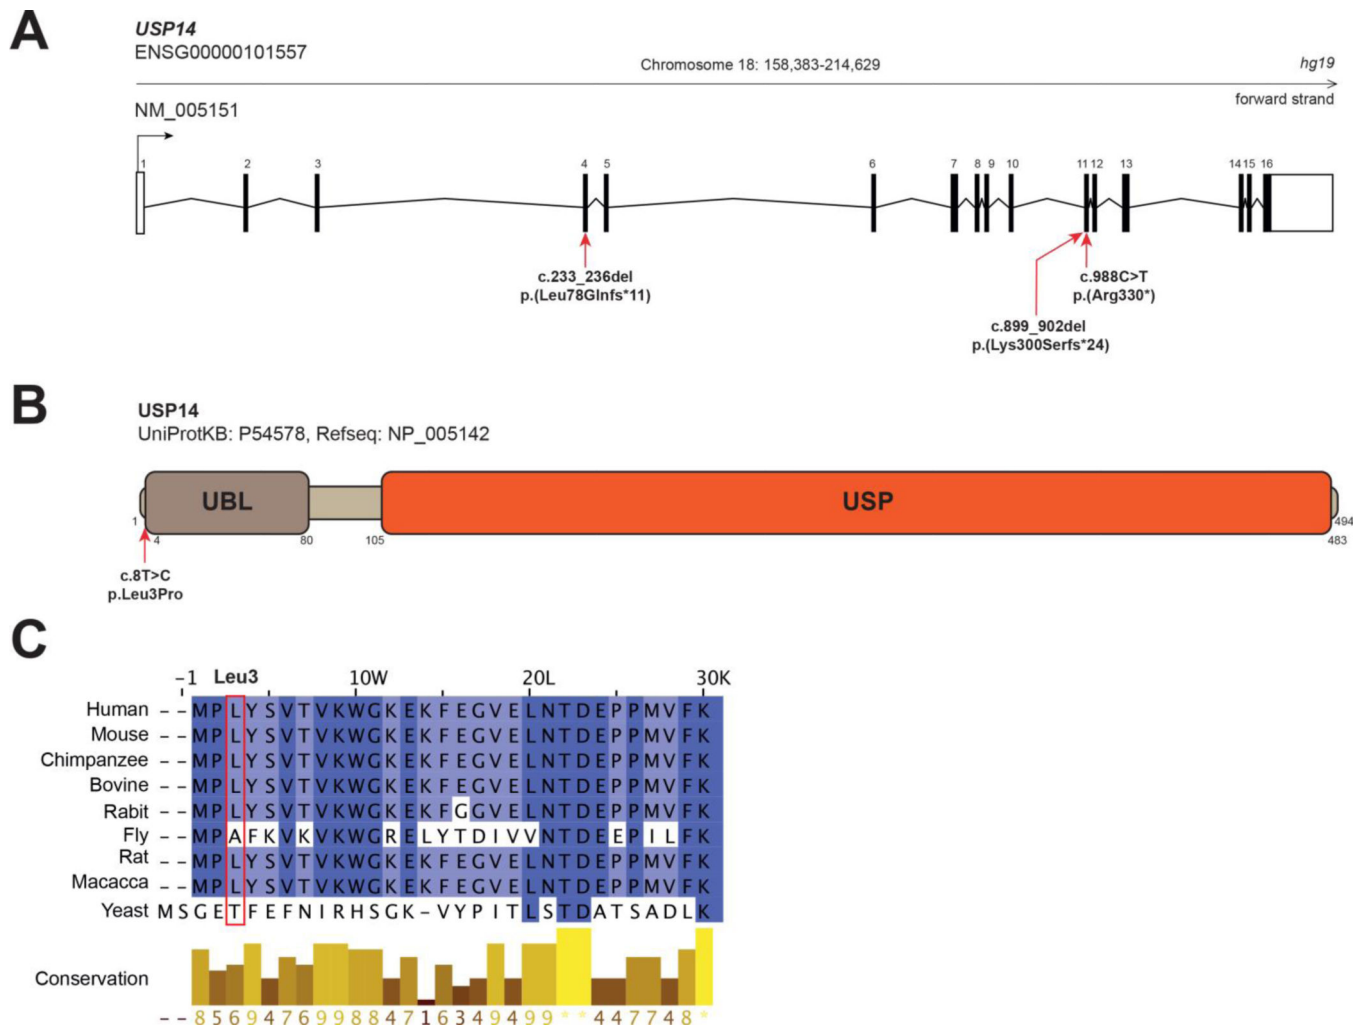 A
USP14
ENSG00000101557
Chromosome 18: 158,383-214,629
hg19
forward strand
NM_005151
1 2 3 4 5 6 7 8 9 10 11 12 13 14 15 16
c.233_236del
p.(Leu78Glnfs*11)
c.988C>T
p.(Arg330*)
c.899_902del
p.(Lys300Serfs*24)
B
USP14
UniProtKB: P54578, Refseq: NP_005142
UBL
USP
1
4
80
105
494
483
c.8T>C
p.Leu3Pro
C
-1 Leu3 10W 20L 30K
Human --MPLYSVTVKWGKEKFEGVELNTDEPPMVFK
Mouse --MPLYSVTVKWGKEKFEGVELNTDEPPMVFK
Chimpanzee --MPLYSVTVKWGKEKFEGVELNTDEPPMVFK
Bovine --MPLYSVTVKWGKEKFEGVELNTDEPPMVFK
Rabit --MPLYSVTVKWGKEKFGGVELNTDEPPMVFK
Fly --MPAFKVKVKWGRELYTDIVVNTDEEPILFK
Rat --MPLYSVTVKWGKEKFEGVELNTDEPPMVFK
Macacca --MPLYSVTVKWGKEKFEGVELNTDEPPMVFK
Yeast MSGETFEFNIRHSGK-VYPITLSTDATSADLK
Conservation
--8569476998847163494999**447748*